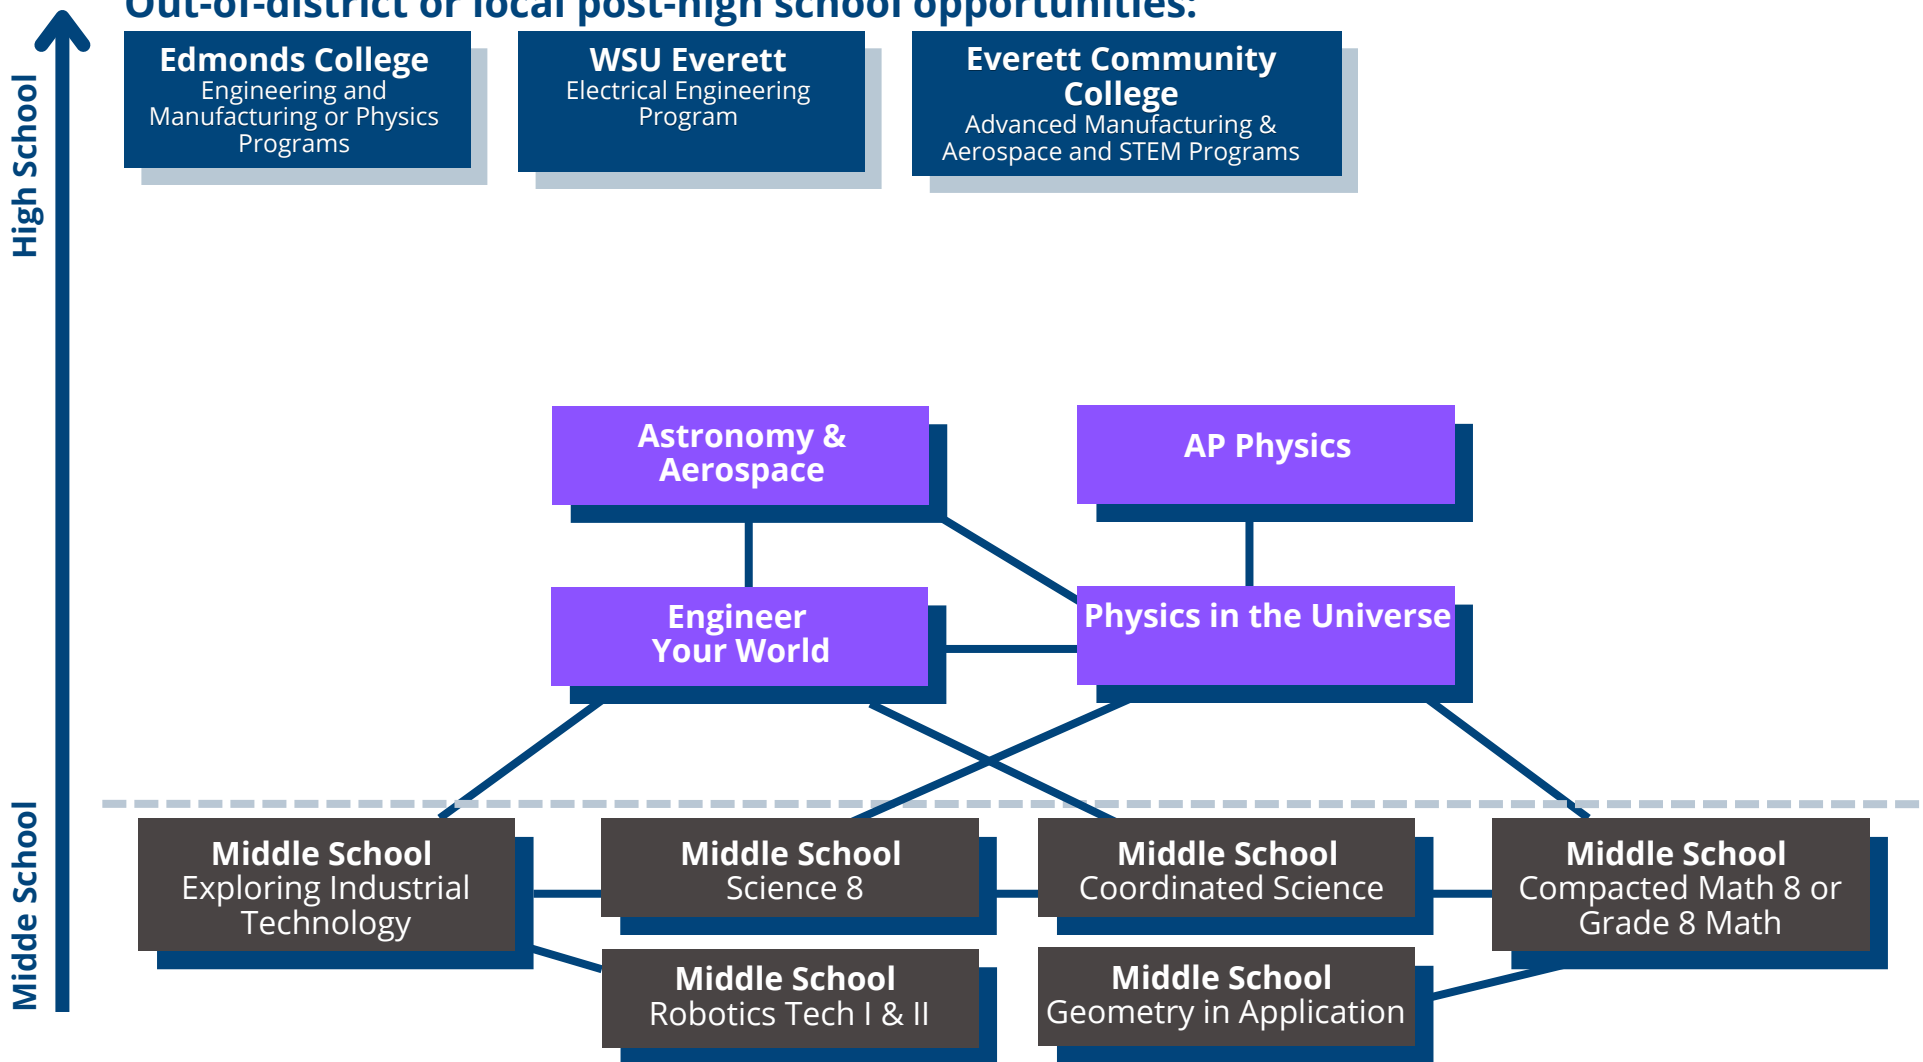 Out-of-district or local post-high school opportunities:
Edmonds College
Engineering and
Manufacturing or Physics
Programs
WSU Everett
Electrical Engineering
Program
Everett Community
College
Advanced Manufacturing &
Aerospace and STEM Programs
High School
Astronomy &
Aerospace
AP Physics
Engineer
Your World
Physics in the Universe
Midde School
Middle School
Exploring Industrial
Technology
Middle School
Science 8
Middle School
Coordinated Science
Middle School
Compacted Math 8 or
Grade 8 Math
Middle School
Robotics Tech I & II
Middle School
Geometry in Application